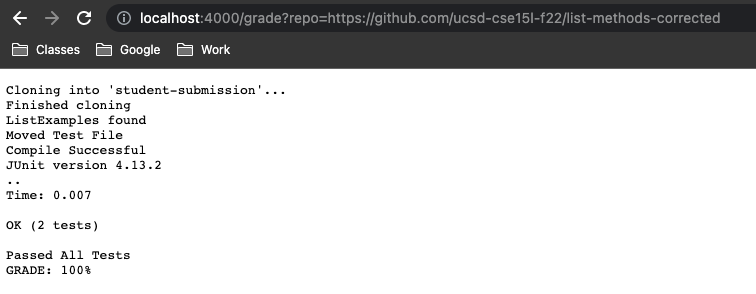 localhost:4000/grade?repo=https://github.com/ucsd-cse15l-f22/list-methods-corrected
Classes Google Work
Cloning into 'student-submission'...
Finished cloning
ListExamples found
Moved Test File
Compile Successful
JUnit version 4.13.2
..
Time: 0.007
OK (2 tests)
Passed All Tests
GRADE: 100%